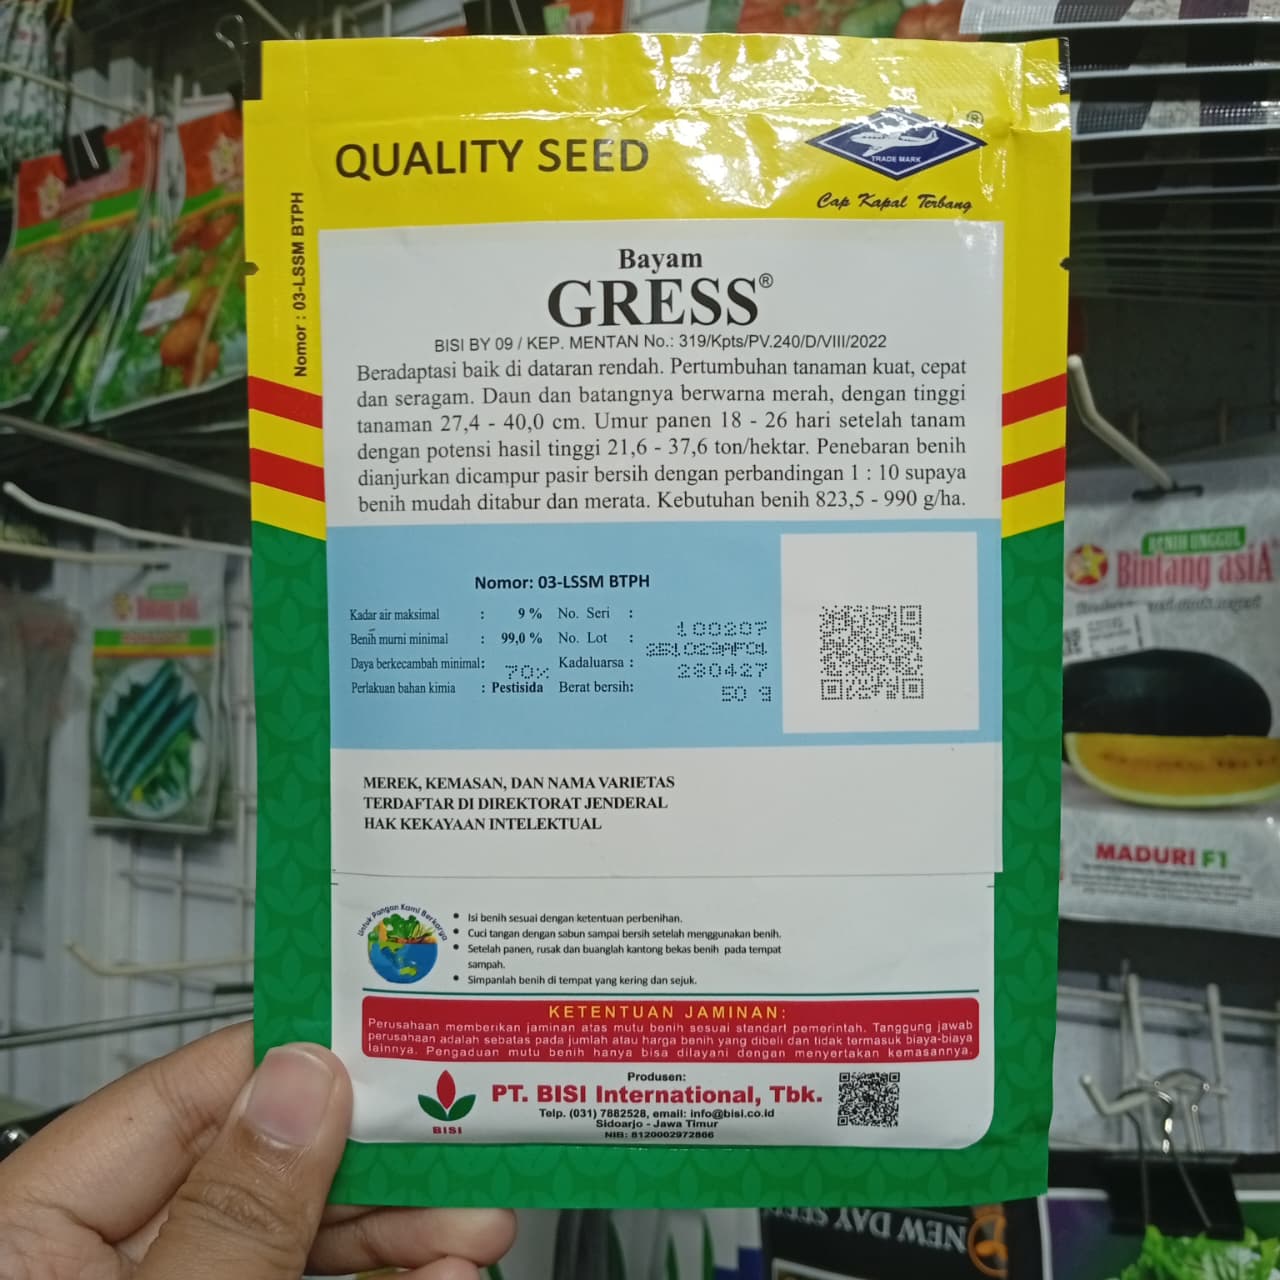 QUALITY SEED
®
TRADE MARK
Cap Kapal Terbang
Nomor : 03-LSSM BTPH
Bayam
GRESS®
BISI BY 09 / KEP. MENTAN No.: 319/Kpts/PV.240/D/VIII/2022
Beradaptasi baik di dataran rendah. Pertumbuhan tanaman kuat, cepat
dan seragam. Daun dan batangnya berwarna merah, dengan tinggi
tanaman 27,4 - 40,0 cm. Umur panen 18 - 26 hari setelah tanam
dengan potensi hasil tinggi 21,6 - 37,6 ton/hektar. Penebaran benih
dianjurkan dicampur pasir bersih dengan perbandingan 1 : 10 supaya
benih mudah ditabur dan merata. Kebutuhan benih 823,5 - 990 g/ha.
Nomor: 03-LSSM BTPH
Kadar air maksimal : 9 % No. Seri : 100207
Benih murni minimal : 99,0 % No. Lot :
Daya berkecambah minimal: 70% Kadaluarsa : 280427
Perlakuan bahan kimia : Pestisida Berat bersih: 50 g
MEREK, KEMASAN, DAN NAMA VARIETAS
TERDAFTAR DI DIREKTORAT JENDERAL
HAK KEKAYAAN INTELEKTUAL
Untuk Pangan Kami Berkarya
• Isi benih sesuai dengan ketentuan perbenihan.
• Cuci tangan dengan sabun sampai bersih setelah menggunakan benih.
• Setelah panen, rusak dan buanglah kantong bekas benih pada tempat
sampah.
• Simpanlah benih di tempat yang kering dan sejuk.
KETENTUAN JAMINAN:
Perusahaan memberikan jaminan atas mutu benih sesuai standart pemerintah. Tanggung jawab
perusahaan adalah sebatas pada jumlah atau harga benih yang dibeli dan tidak termasuk biaya-biaya
lainnya. Pengaduan mutu benih hanya bisa dilayani dengan menyertakan kemasannya.
BISI
Produsen:
PT. BISI International, Tbk.
Telp. (031) 7882528, email: info@bisi.co.id
Sidoarjo - Jawa Timur
NIB: 8120002972866
BENIH UNGGUL
Bintang asiA
MADURI F1
NEW DAY SEED